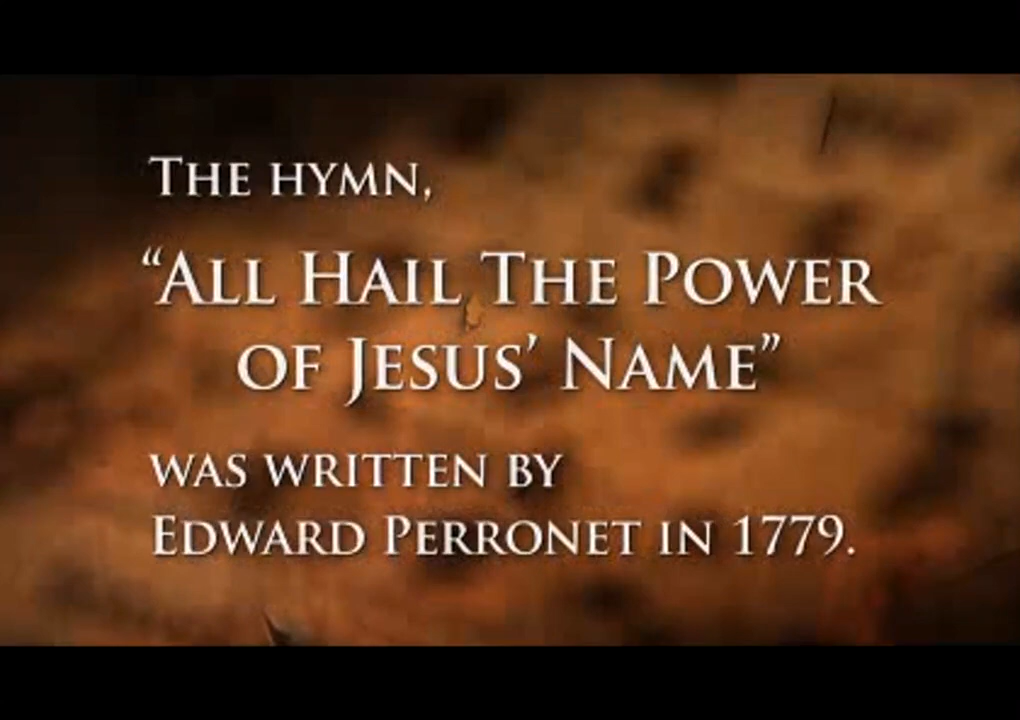 The hymn,
“All Hail The Power
of Jesus’ Name”
was written by
Edward Perronet in 1779.